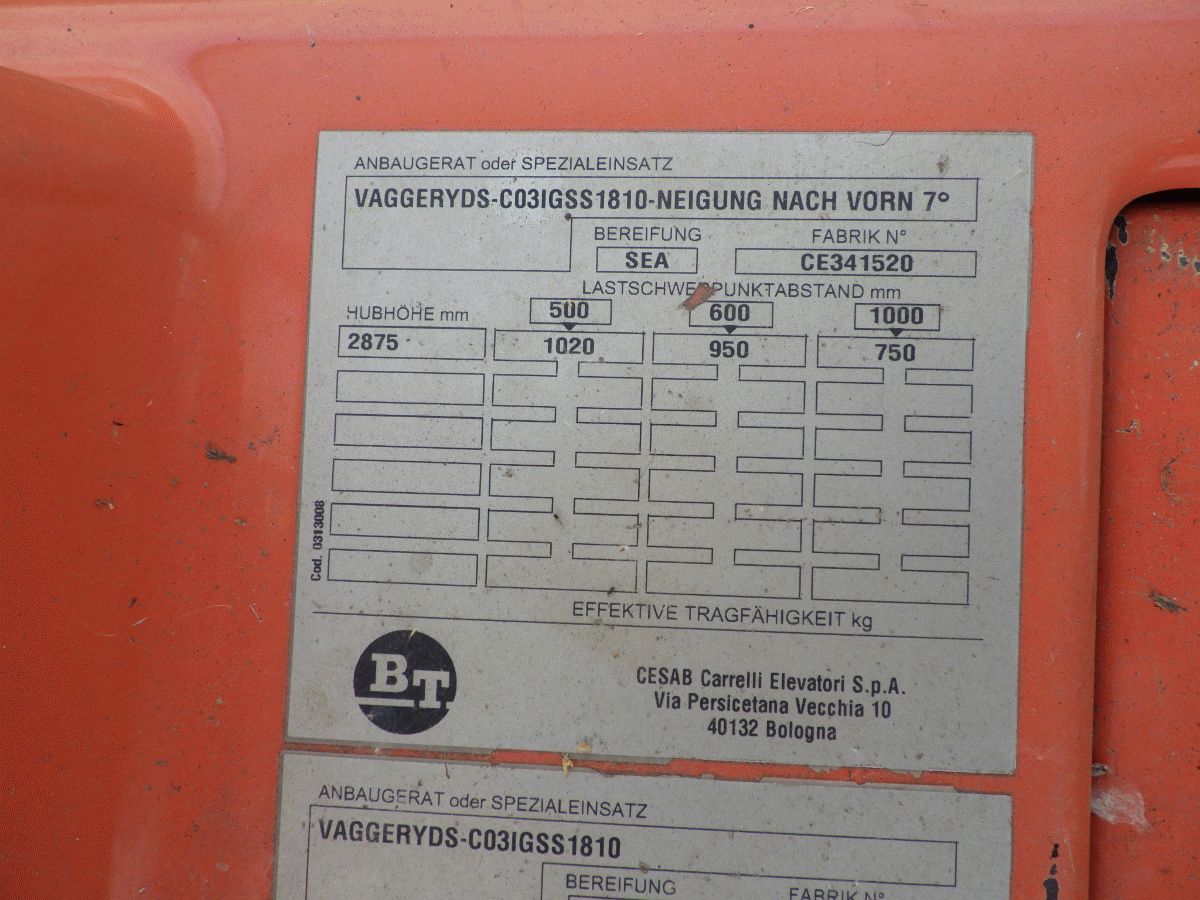 ANBAUGERAT oder SPEZIALEINSATZ
VAGGERYDS-C03IGSS1810-NEIGUNG NACH VORN 7°
BEREIFUNG FABRIK N°
SEA CE341520
LASTSCHWERPUNKTABSTAND mm
HUBHÖHE mm 500 600 1000
2875 1020 950 750
Cod. 0313008
EFFEKTIVE TRAGFÄHIGKEIT kg
BT
CESAB Carrelli Elevatori S.p.A.
Via Persicetana Vecchia 10
40132 Bologna
ANBAUGERAT oder SPEZIALEINSATZ
VAGGERYDS-C03IGSS1810
BEREIFUNG FABRIK N°